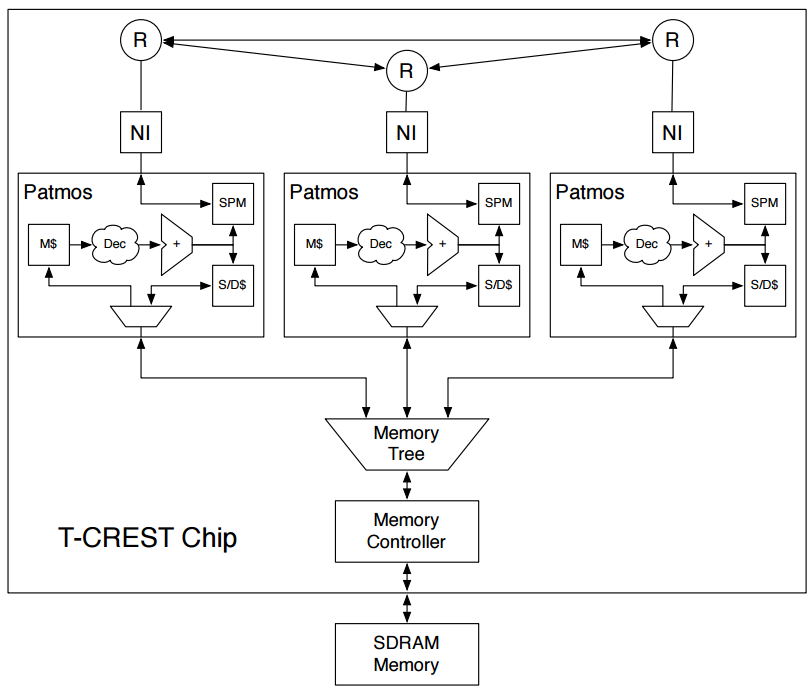 R
R
R
NI
NI
NI
Patmos
SPM
M$
Dec
+
S/D$
Patmos
SPM
M$
Dec
+
S/D$
Patmos
SPM
M$
Dec
+
S/D$
Memory
Tree
Memory
Controller
T-CREST Chip
SDRAM
Memory